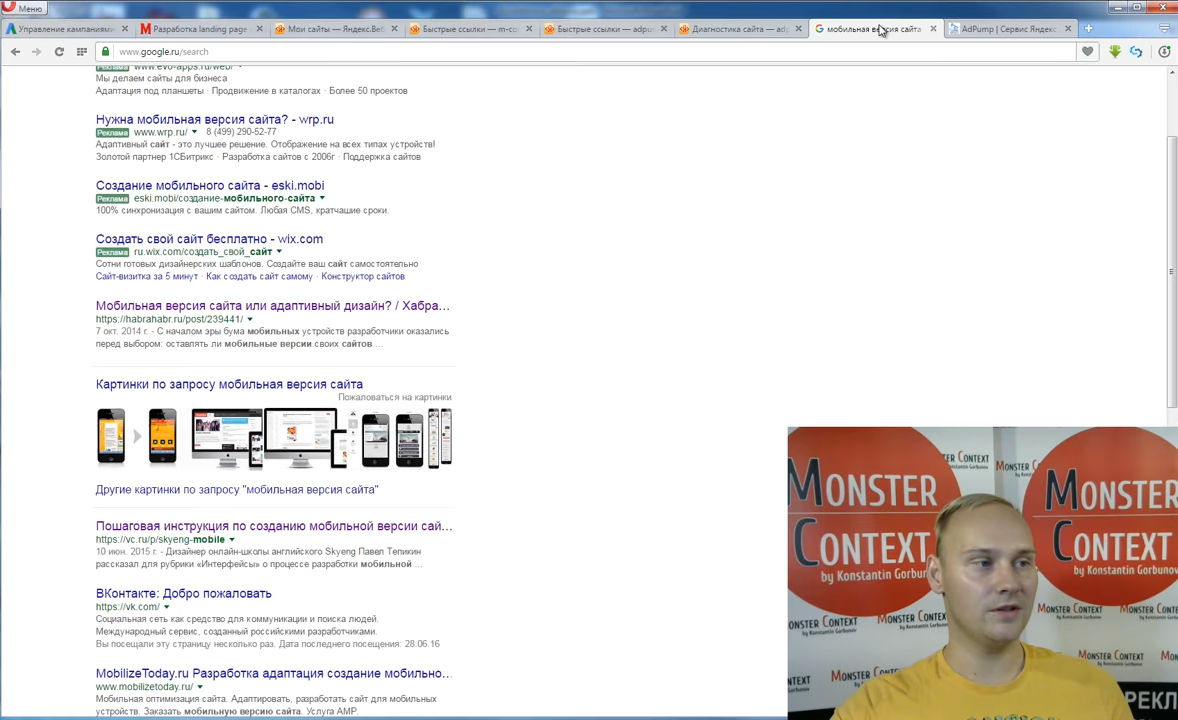 Меню
Управление кампаниями
Разработка landing page
Мои сайты — Яндекс.Веб
Быстрые ссылки — m-co
Быстрые ссылки — adpu
Диагностика сайта — ad
мобильная версия сайта
AdPump | Сервис Яндекс
www.google.ru/search
www.evo-apps.ru/web/
Мы делаем сайты для бизнеса
Адаптация под планшеты · Продвижение в каталогах · Более 50 проектов
Нужна мобильная версия сайта? - wrp.ru
Реклама www.wrp.ru/ 8 (499) 290-52-77
Адаптивный сайт - это лучшее решение. Отображение на всех типах устройств!
Золотой партнер 1СБитрикс · Разработка сайтов с 2006г · Поддержка сайтов
Создание мобильного сайта - eski.mobi
Реклама eski.mobi/создание-мобильного-сайта
100% синхронизация с вашим сайтом. Любая CMS, кратчайшие сроки.
Создать свой сайт бесплатно - wix.com
Реклама ru.wix.com/создать_свой_сайт
Сотни готовых дизайнерских шаблонов. Создайте ваш сайт самостоятельно
Сайт-визитка за 5 минут · Как создать сайт самому · Конструктор сайтов
Мобильная версия сайта или адаптивный дизайн? / Хабра...
https://habrahabr.ru/post/239441/
7 окт. 2014 г. - С началом эры бума мобильных устройств разработчики оказались
перед выбором: оставлять ли мобильные версии своих сайтов ...
Картинки по запросу мобильная версия сайта
Пожаловаться на картинки
Другие картинки по запросу "мобильная версия сайта"
Пошаговая инструкция по созданию мобильной версии сай...
https://vc.ru/p/skyeng-mobile
10 июн. 2015 г. - Дизайнер онлайн-школы английского Skyeng Павел Тепикин
рассказал для рубрики «Интерфейсы» о процессе разработки мобильной ...
ВКонтакте: Добро пожаловать
https://vk.com/
Социальная сеть как средство для коммуникации и поиска людей.
Международный сервис, созданный российскими разработчиками.
Вы посещали эту страницу несколько раз. Дата последнего посещения: 28.06.16
MobilizeToday.ru Разработка адаптация создание мобильно...
www.mobilizetoday.ru/
Мобильная оптимизация сайта. Адаптировать, разработать сайт для мобильных
устройств. Заказать мобильную версию сайта. Услуга AMP.
MONSTER
CONTEXT
by Konstantin Gorbunov
MONSTER
CONTEXT
by Konstantin Gorbunov
MONSTER
CONTEXT
by Konstantin Gorbunov
РЕКЛ